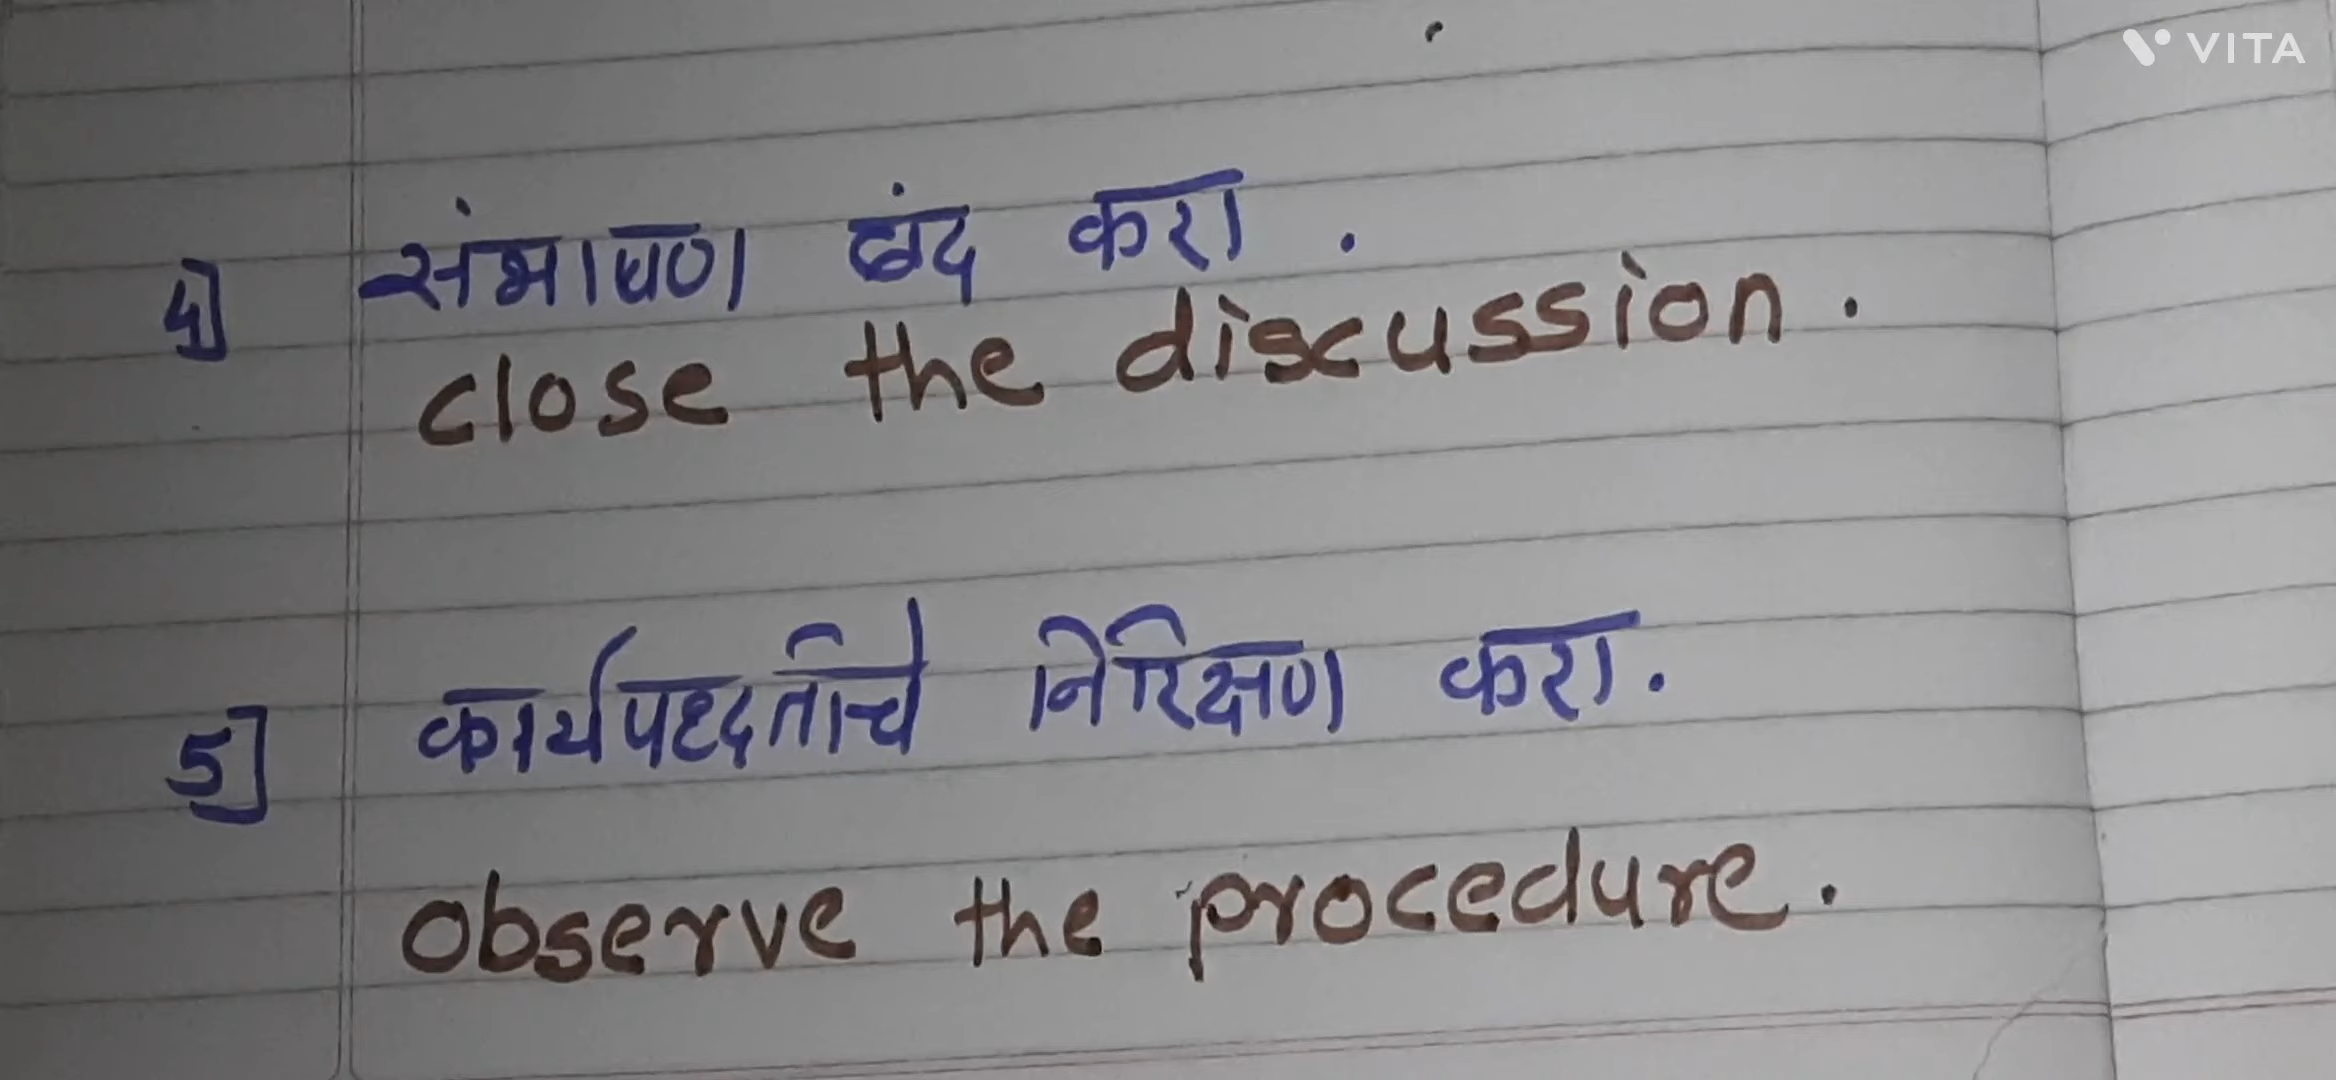 VITA
4] संभाषण बंद करा.
close the discussion.
5] कार्यपद्धतीचे निरिक्षण करा.
observe the procedure.